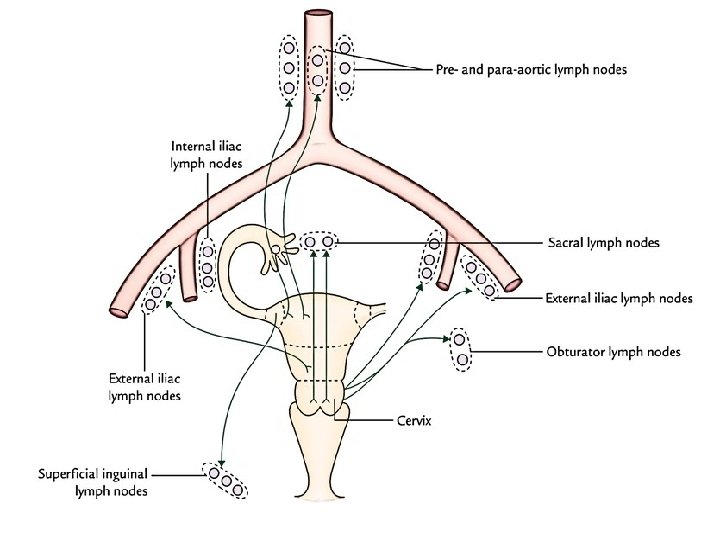 Pre- and para-aortic lymph nodes
Internal iliac
lymph nodes
Sacral lymph nodes
External iliac lymph nodes
Obturator lymph nodes
External iliac
lymph nodes
Cervix
Superficial inguinal
lymph nodes